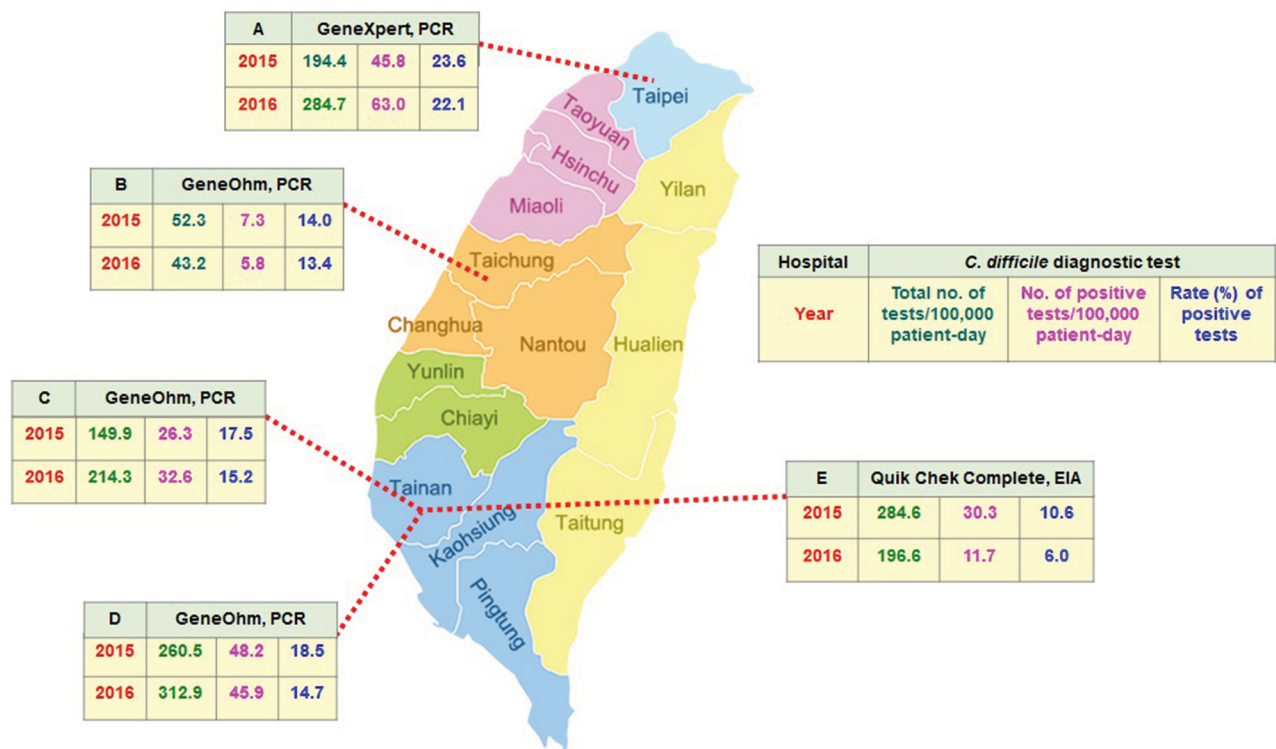 A GeneXpert, PCR
2015 194.4 45.8 23.6
2016 284.7 63.0 22.1
B GeneOhm, PCR
2015 52.3 7.3 14.0
2016 43.2 5.8 13.4
C GeneOhm, PCR
2015 149.9 26.3 17.5
2016 214.3 32.6 15.2
D GeneOhm, PCR
2015 260.5 48.2 18.5
2016 312.9 45.9 14.7
Taipei
Taoyuan
Hsinchu
Yilan
Miaoli
Taichung
Changhua
Nantou
Hualien
Yunlin
Chiayi
Tainan
Kaohsiung
Taitung
Pingtung
Hospital C. difficile diagnostic test
Year
Total no. of
tests/100,000
patient-day
No. of positive
tests/100,000
patient-day
Rate (%) of
positive
tests
E Quik Chek Complete, EIA
2015 284.6 30.3 10.6
2016 196.6 11.7 6.0